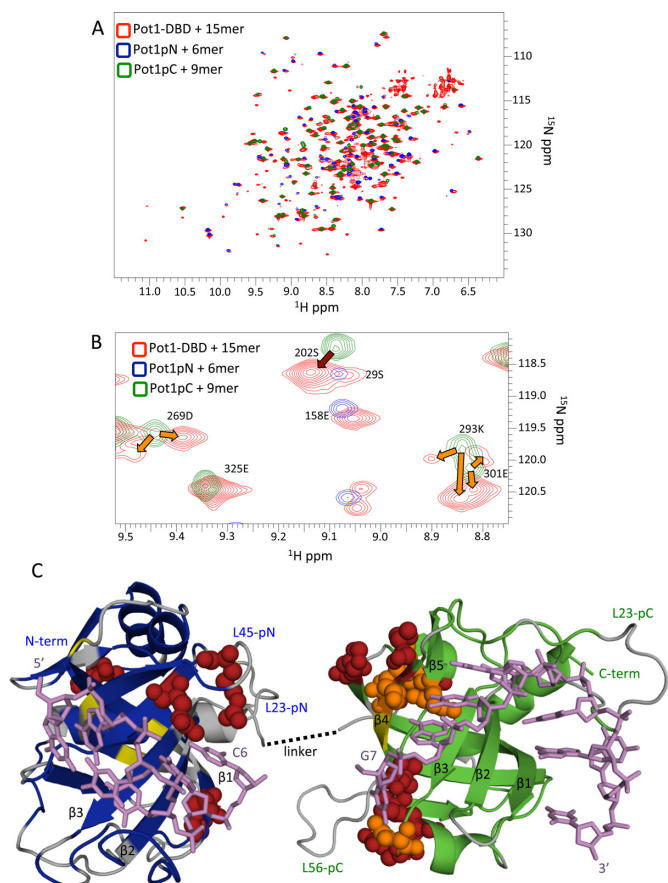 A
Pot1-DBD + 15mer
Pot1pN + 6mer
Pot1pC + 9mer
110
115
120
125
130
15N ppm
11.0 10.5 10.0 9.5 9.0 8.5 8.0 7.5 7.0 6.5
1H ppm
B
Pot1-DBD + 15mer
Pot1pN + 6mer
Pot1pC + 9mer
202S
29S
269D
158E
293K
325E
301E
118.5
119.0
119.5
120.0
120.5
15N ppm
9.5 9.4 9.3 9.2 9.1 9.0 8.9 8.8
1H ppm
C
N-term
5’
L45-pN
L23-pN
C6
β1
β3
β2
linker
L23-pC
C-term
β5
β4
G7
β3
β2
β1
L56-pC
3’